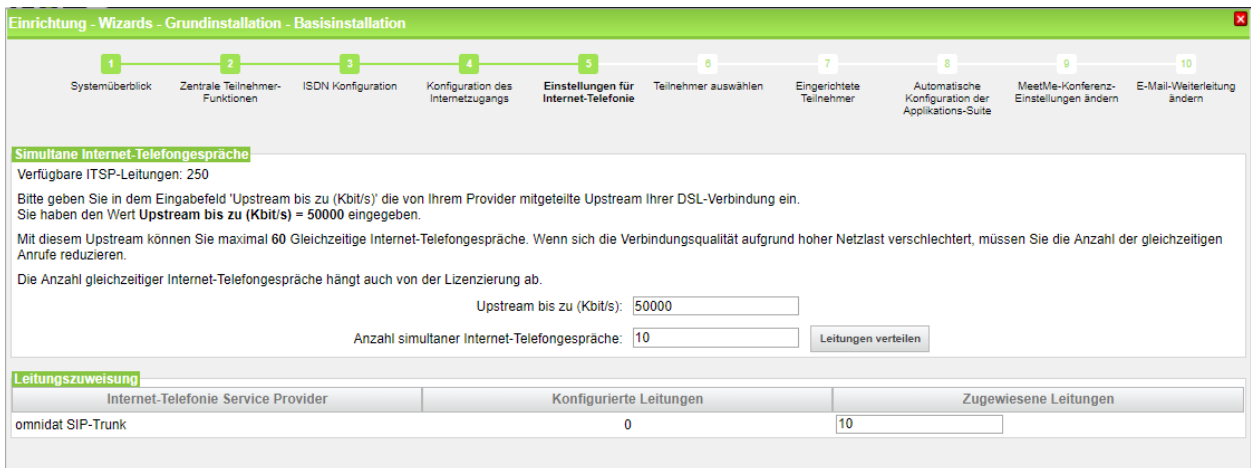 Einrichtung - Wizards - Grundinstallation - Basisinstallation
1 2 3 4 5 6 7 8 9 10
Systemüberblick
Zentrale Teilnehmer-
Funktionen
ISDN Konfiguration
Konfiguration des
Internetzugangs
Einstellungen für
Internet-Telefonie
Teilnehmer auswählen
Eingerichtete
Teilnehmer
Automatische
Konfiguration der
Applikations-Suite
MeetMe-Konferenz-
Einstellungen ändern
E-Mail-Weiterleitung
ändern
Simultane Internet-Telefongespräche
Verfügbare ITSP-Leitungen: 250
Bitte geben Sie in dem Eingabefeld 'Upstream bis zu (Kbit/s)' die von Ihrem Provider mitgeteilte Upstream Ihrer DSL-Verbindung ein.
Sie haben den Wert Upstream bis zu (Kbit/s) = 50000 eingegeben.
Mit diesem Upstream können Sie maximal 60 Gleichzeitige Internet-Telefongespräche. Wenn sich die Verbindungsqualität aufgrund hoher Netzlast verschlechtert, müssen Sie die Anzahl der gleichzeitigen
Anrufe reduzieren.
Die Anzahl gleichzeitiger Internet-Telefongespräche hängt auch von der Lizenzierung ab.
Upstream bis zu (Kbit/s): 50000
Anzahl simultaner Internet-Telefongespräche: 10 Leitungen verteilen
Leitungszuweisung
Internet-Telefonie Service Provider Konfigurierte Leitungen Zugewiesene Leitungen
omnidat SIP-Trunk 0 10